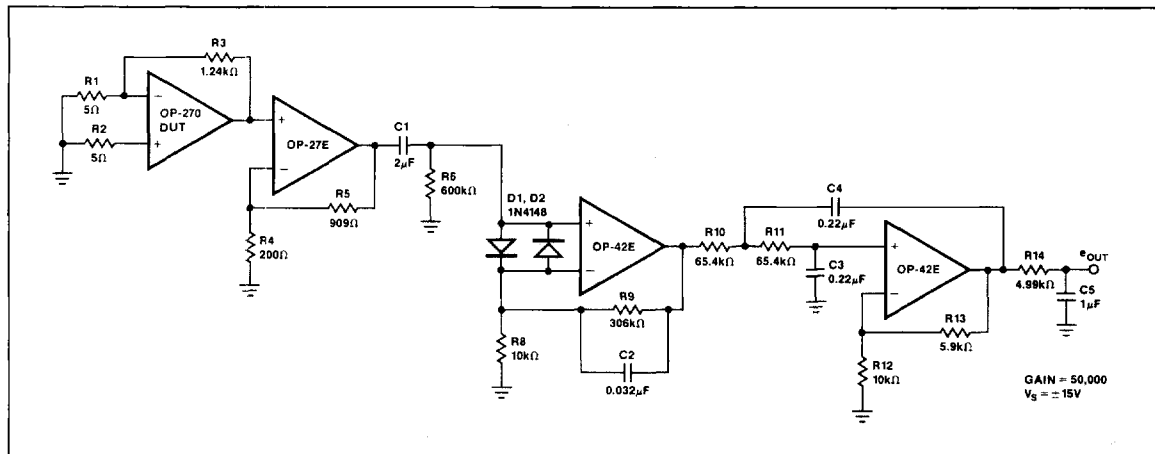 R3
1.24kΩ
R1
5Ω
R2
5Ω
−
+
OP-270
DUT
+
−
OP-27E
R5
909Ω
R4
200Ω
C1
2μF
R6
600kΩ
D1, D2
1N4148
+
−
OP-42E
R9
306kΩ
C2
0.032μF
R8
10kΩ
R10
65.4kΩ
R11
65.4kΩ
C4
0.22μF
C3
0.22μF
+
−
OP-42E
R13
5.9kΩ
R12
10kΩ
R14
4.99kΩ
eOUT
C5
1μF
GAIN = 50,000
VS = ±15V